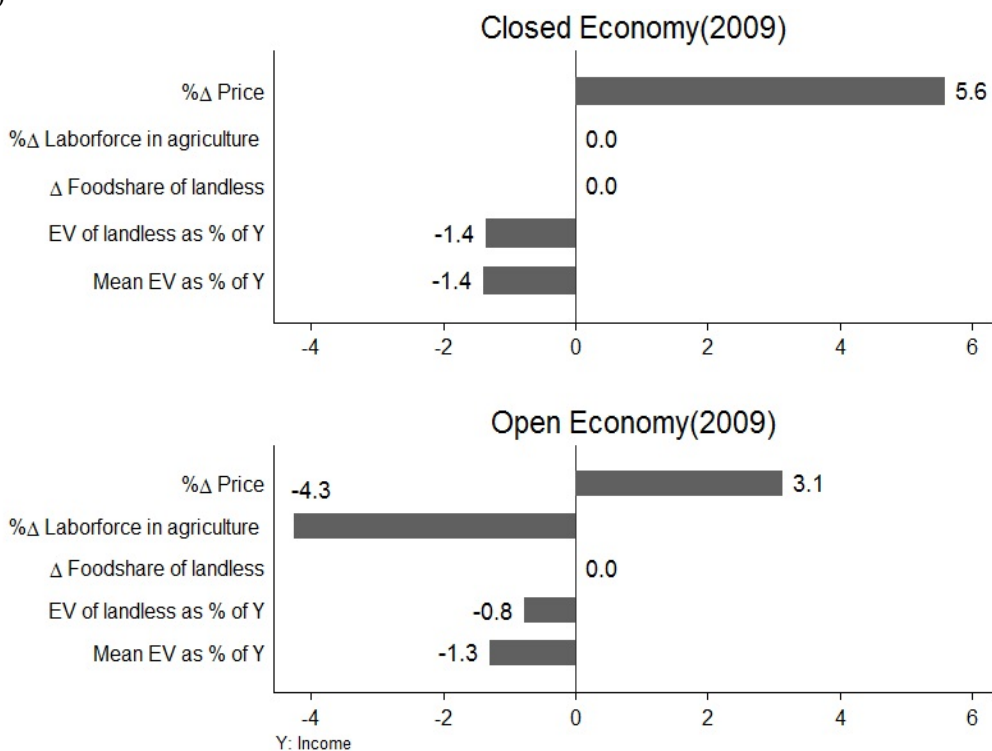 )
Closed Economy(2009)
%Δ Price
5.6
%Δ Laborforce in agriculture
0.0
Δ Foodshare of landless
0.0
EV of landless as % of Y
-1.4
Mean EV as % of Y
-1.4
-4 -2 0 2 4 6
Open Economy(2009)
%Δ Price
3.1
-4.3
%Δ Laborforce in agriculture
Δ Foodshare of landless
0.0
EV of landless as % of Y
-0.8
Mean EV as % of Y
-1.3
-4 -2 0 2 4 6
Y: Income